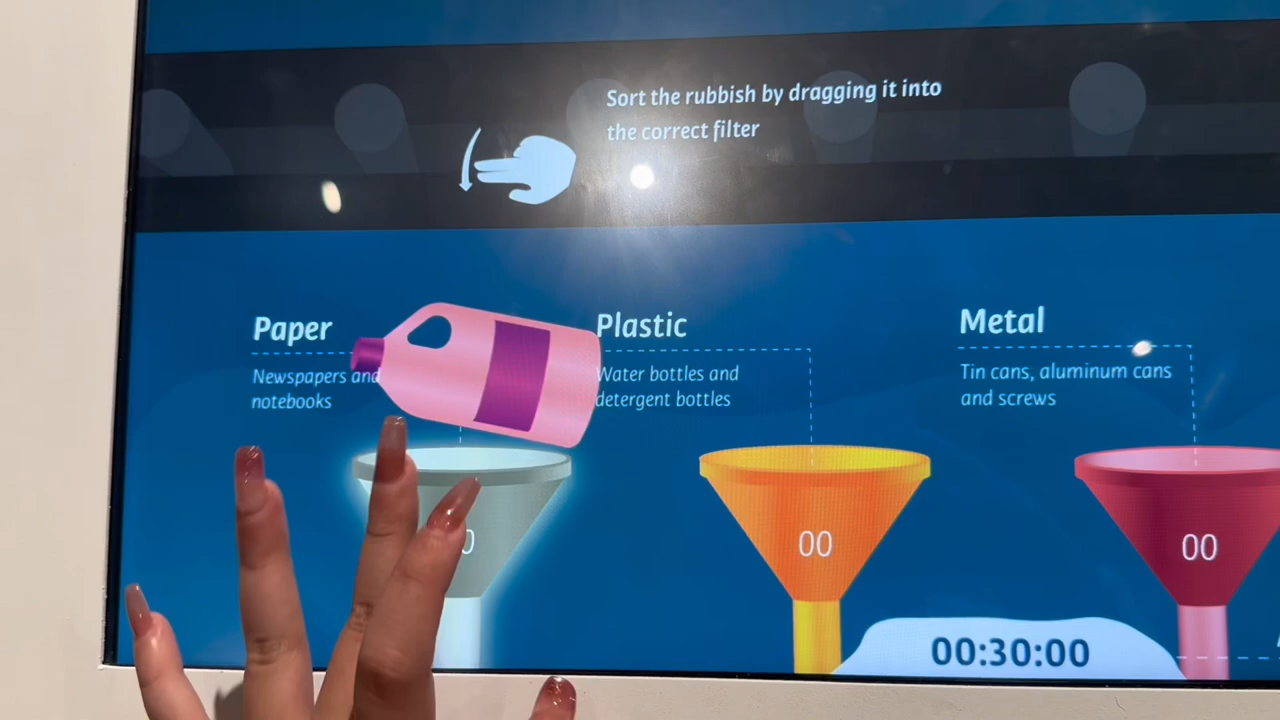 Sort the rubbish by dragging it into
the correct filter
Paper
Newspapers and
notebooks
Plastic
Water bottles and
detergent bottles
Metal
Tin cans, aluminum cans
and screws
0
00
00
00:30:00